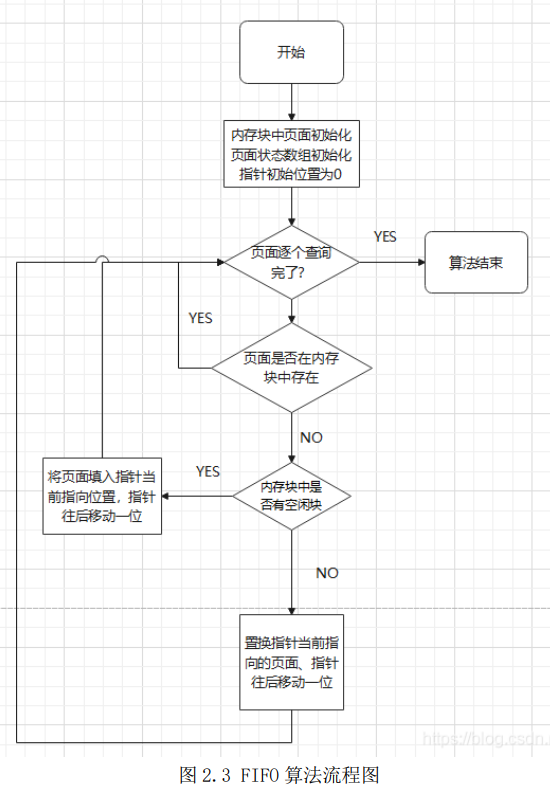 开始
内存块中页面初始化
页面状态数组初始化
指针初始位置为0
页面逐个查询
完了?
YES
算法结束
YES
页面是否在内存
块中存在
NO
将页面填入指针当
前指向位置，指针
往后移动一位
YES
内存块中是
否有空闲块
NO
置换指针当前指
向的页面、指针
往后移动一位
https://blog.csdn.
图 2.3 FIFO 算法流程图